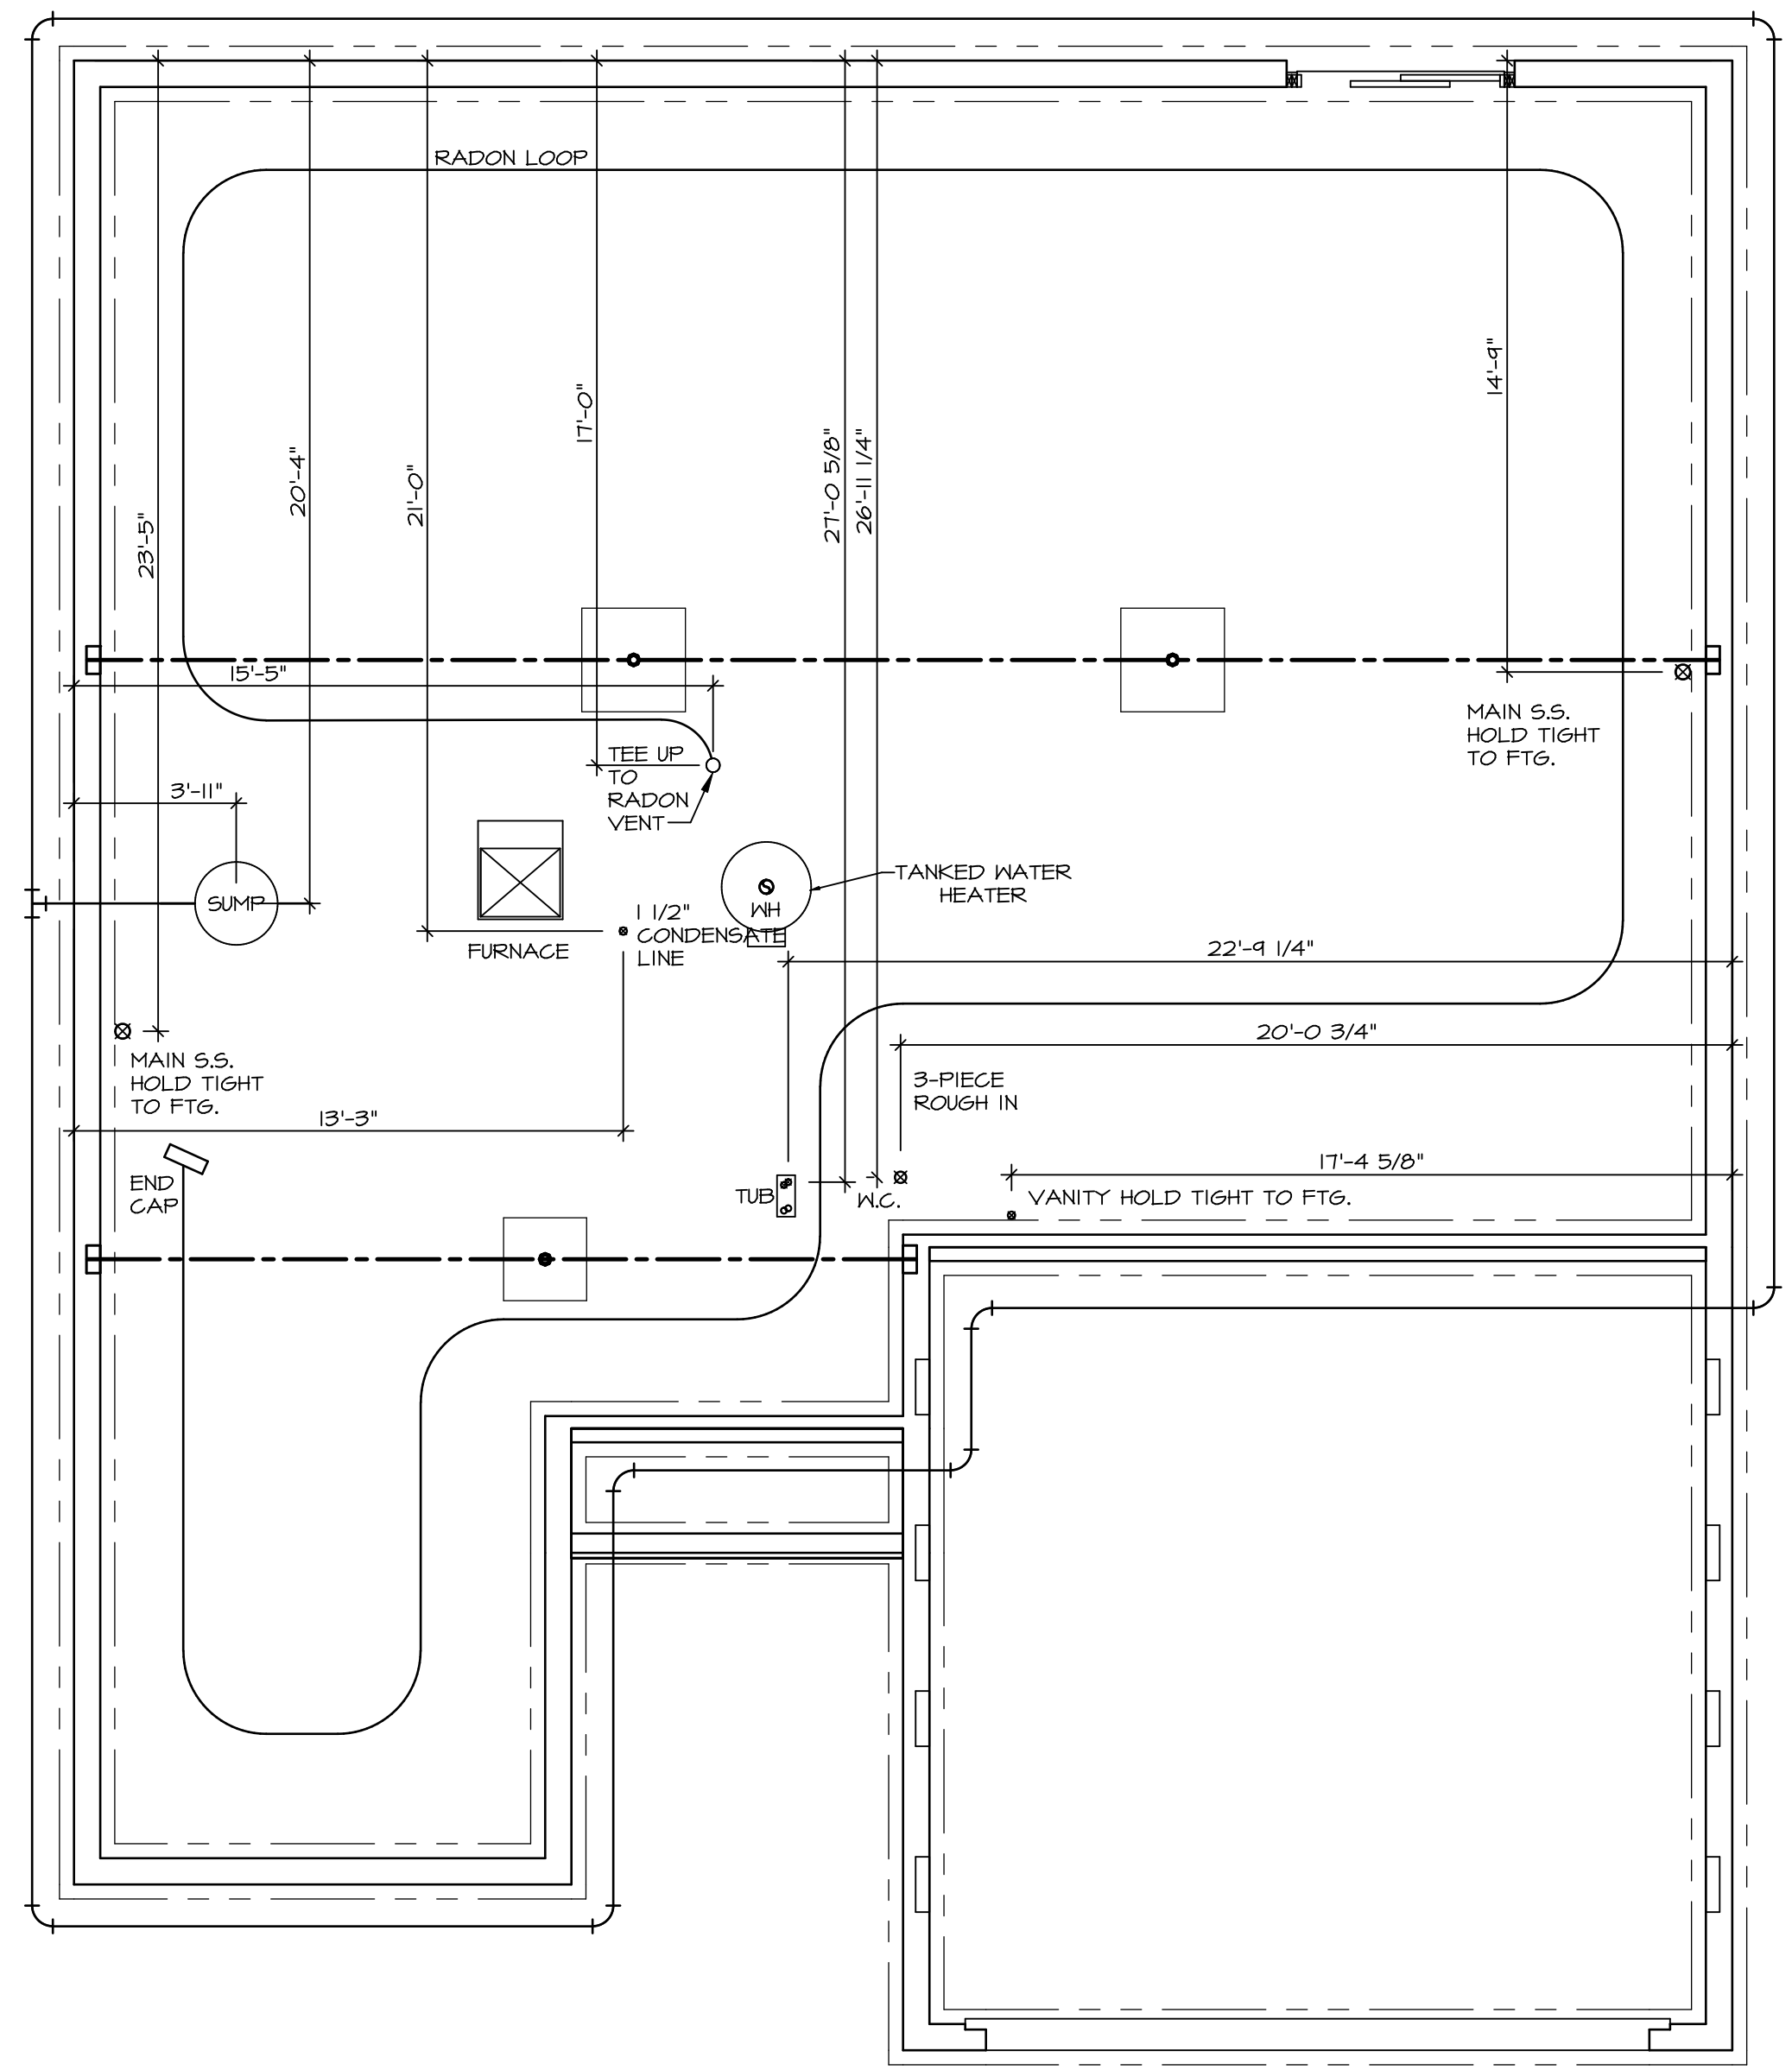 RADON LOOP
14'-9"
17'-0"
27'-0 5/8"
26'-11 1/4"
20'-4"
21'-0"
23'-5"
15'-5"
MAIN S.S.
HOLD TIGHT
TO FTG.
TEE UP
TO
RADON
VENT
3'-11"
TANKED WATER
HEATER
SUMP
WH
1 1/2"
CONDENSATE
LINE
FURNACE
22'-9 1/4"
20'-0 3/4"
MAIN S.S.
HOLD TIGHT
TO FTG.
3-PIECE
ROUGH IN
13'-3"
17'-4 5/8"
END
CAP
TUB
W.C.
VANITY HOLD TIGHT TO FTG.